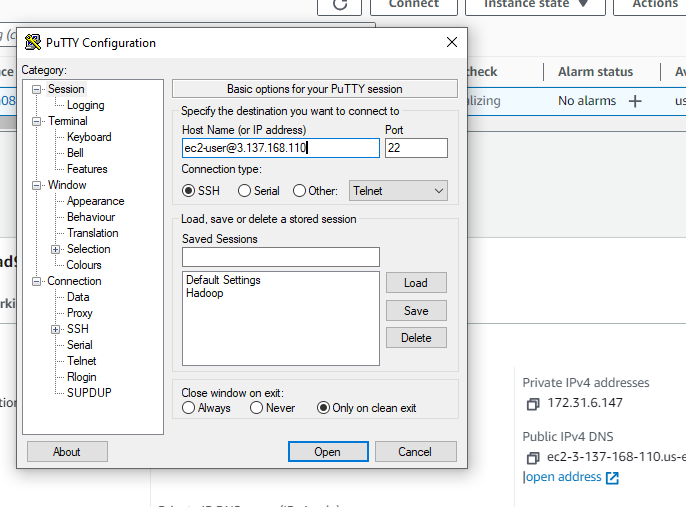 Connect
Instance state
Actions
PuTTY Configuration
Category:
Session
Logging
Terminal
Keyboard
Bell
Features
Window
Appearance
Behaviour
Translation
Selection
Colours
Connection
Data
Proxy
SSH
Serial
Telnet
Rlogin
SUPDUP
Basic options for your PuTTY session
Specify the destination you want to connect to
Host Name (or IP address) Port
ec2-user@3.137.168.110 22
Connection type:
SSH Serial Other: Telnet
Load, save or delete a stored session
Saved Sessions
Default Settings
Hadoop
Load
Save
Delete
Close window on exit:
Always Never Only on clean exit
About Open Cancel
Alarm status
No alarms +
Private IPv4 addresses
172.31.6.147
Public IPv4 DNS
ec2-3-137-168-110.us-e
|open address